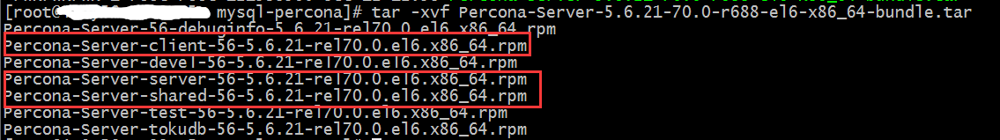 [root@ mysql-percona]# tar -xvf Percona-Server-5.6.21-70.0-r688-el6-x86_64-bundle.tar
Percona-Server-56-debuginfo-5.6.21-rel70.0.el6.x86_64.rpm
Percona-Server-client-56-5.6.21-rel70.0.el6.x86_64.rpm
Percona-Server-devel-56-5.6.21-rel70.0.el6.x86_64.rpm
Percona-Server-server-56-5.6.21-rel70.0.el6.x86_64.rpm
Percona-Server-shared-56-5.6.21-rel70.0.el6.x86_64.rpm
Percona-Server-test-56-5.6.21-rel70.0.el6.x86_64.rpm
Percona-Server-tokudb-56-5.6.21-rel70.0.el6.x86_64.rpm